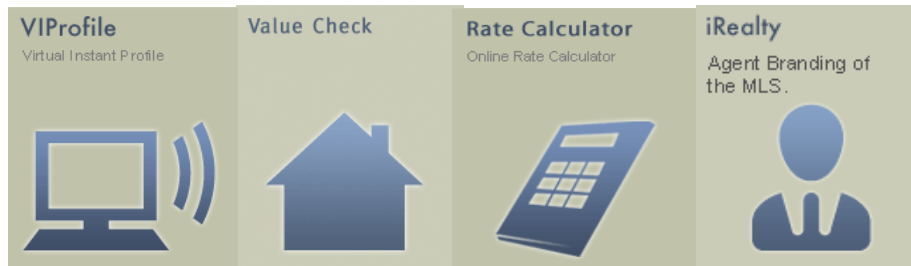 VIProfile
Virtual Instant Profile
Value Check
Rate Calculator
Online Rate Calculator
iRealty
Agent Branding of
the MLS.